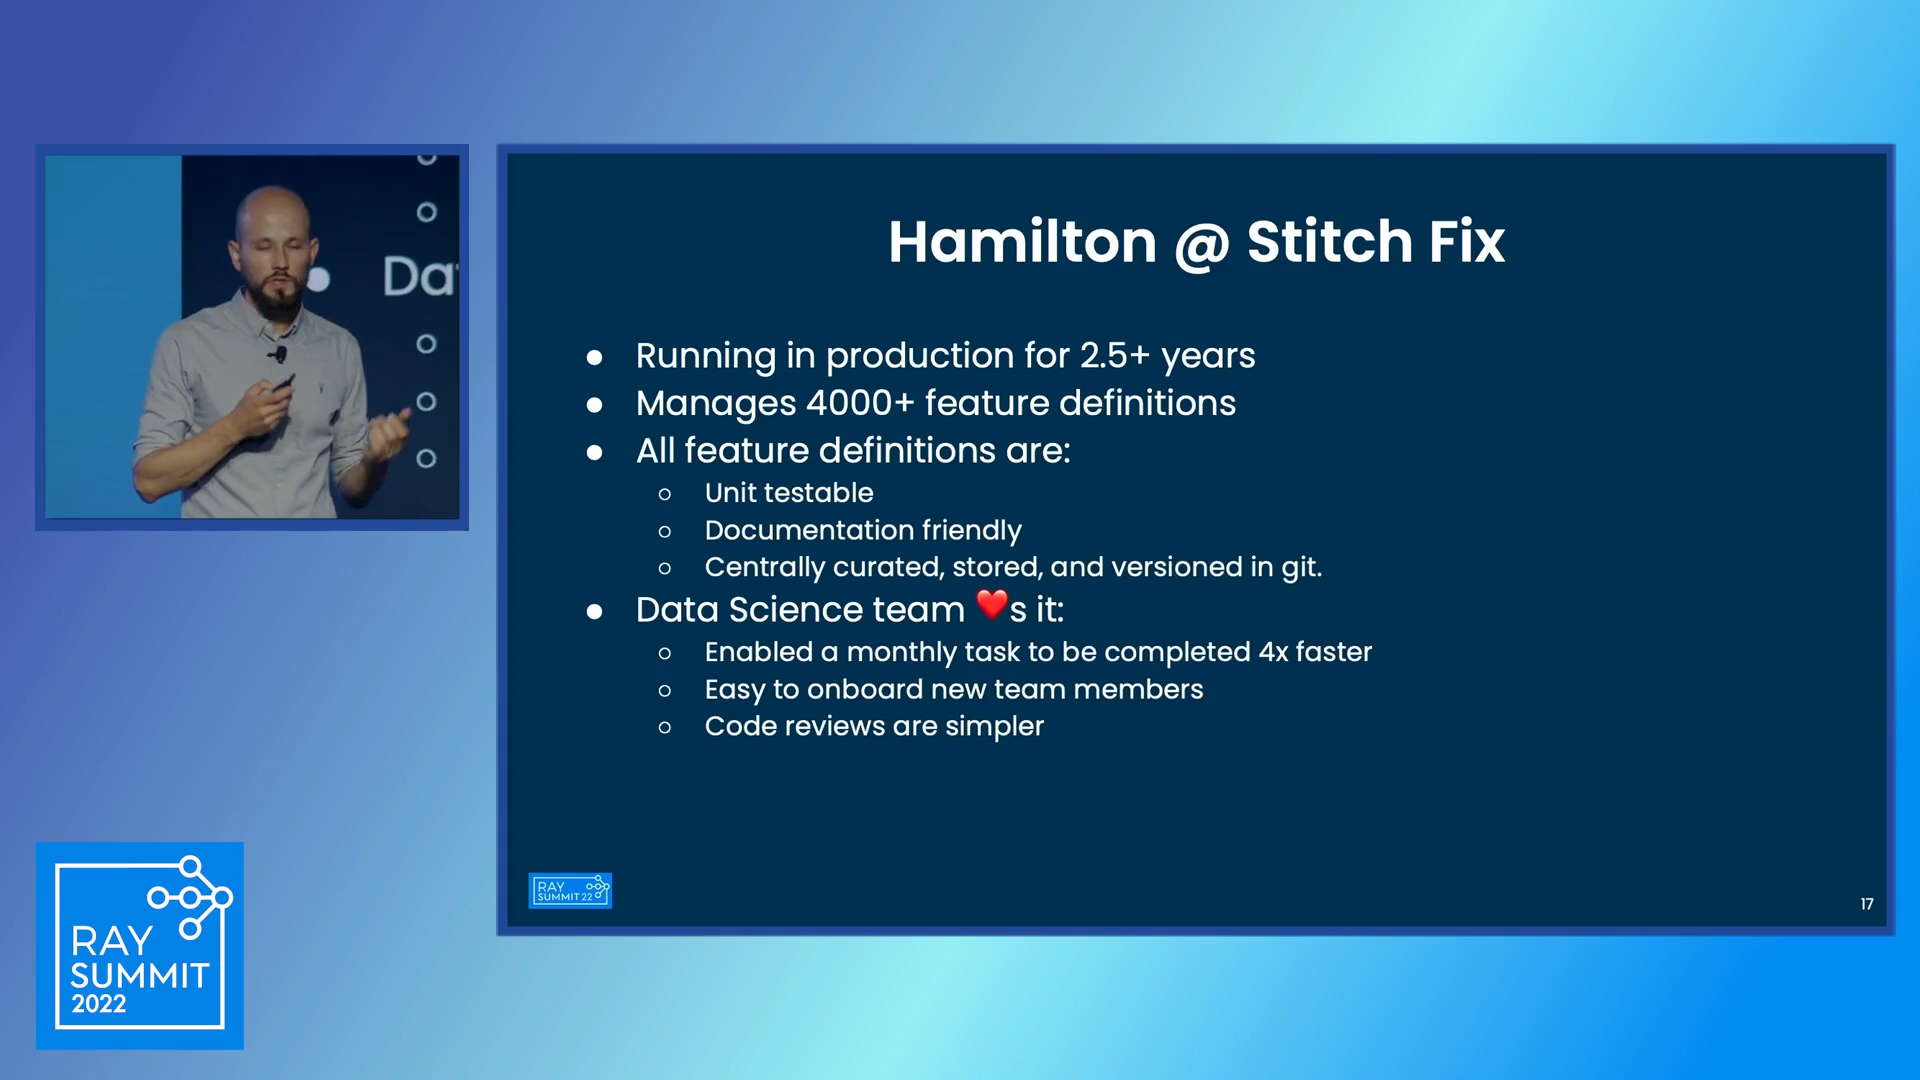 Da
Hamilton @ Stitch Fix
● Running in production for 2.5+ years
● Manages 4000+ feature definitions
● All feature definitions are:
○ Unit testable
○ Documentation friendly
○ Centrally curated, stored, and versioned in git.
● Data Science team ❤️s it:
○ Enabled a monthly task to be completed 4x faster
○ Easy to onboard new team members
○ Code reviews are simpler
RAY
SUMMIT 22
17
RAY
SUMMIT
2022